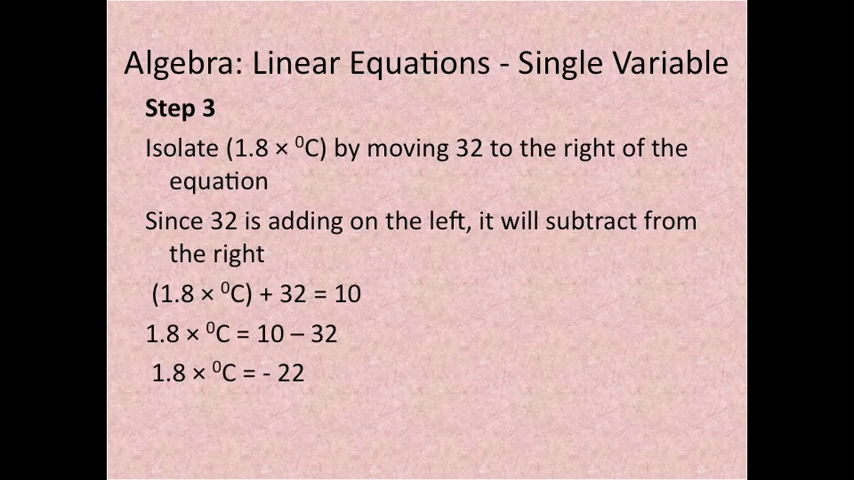 Algebra: Linear Equations - Single Variable
Step 3
Isolate (1.8 × ⁰C) by moving 32 to the right of the
equation
Since 32 is adding on the left, it will subtract from
the right
(1.8 × ⁰C) + 32 = 10
1.8 × ⁰C = 10 – 32
1.8 × ⁰C = - 22